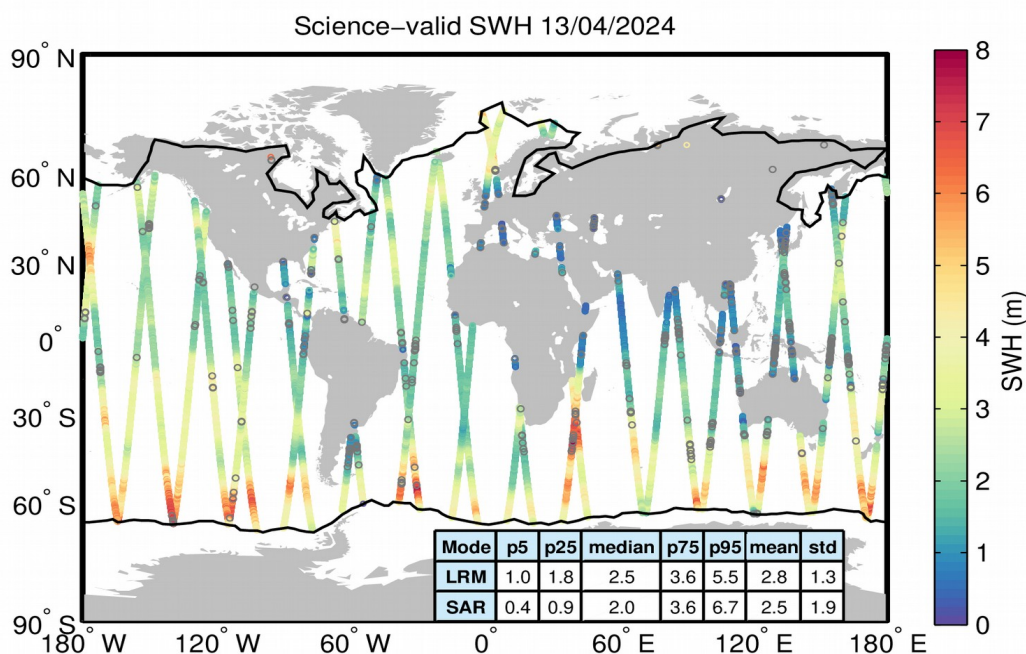 Science−valid SWH 13/04/2024
90° N
60° N
30° N
0°
30° S
60° S
90° S
180° W
120° W
60° W
0°
60° E
120° E
180° E
8
7
6
5
4
3
2
1
0
SWH (m)
Mode p5 p25 median p75 p95 mean std
LRM 1.0 1.8 2.5 3.6 5.5 2.8 1.3
SAR 0.4 0.9 2.0 3.6 6.7 2.5 1.9